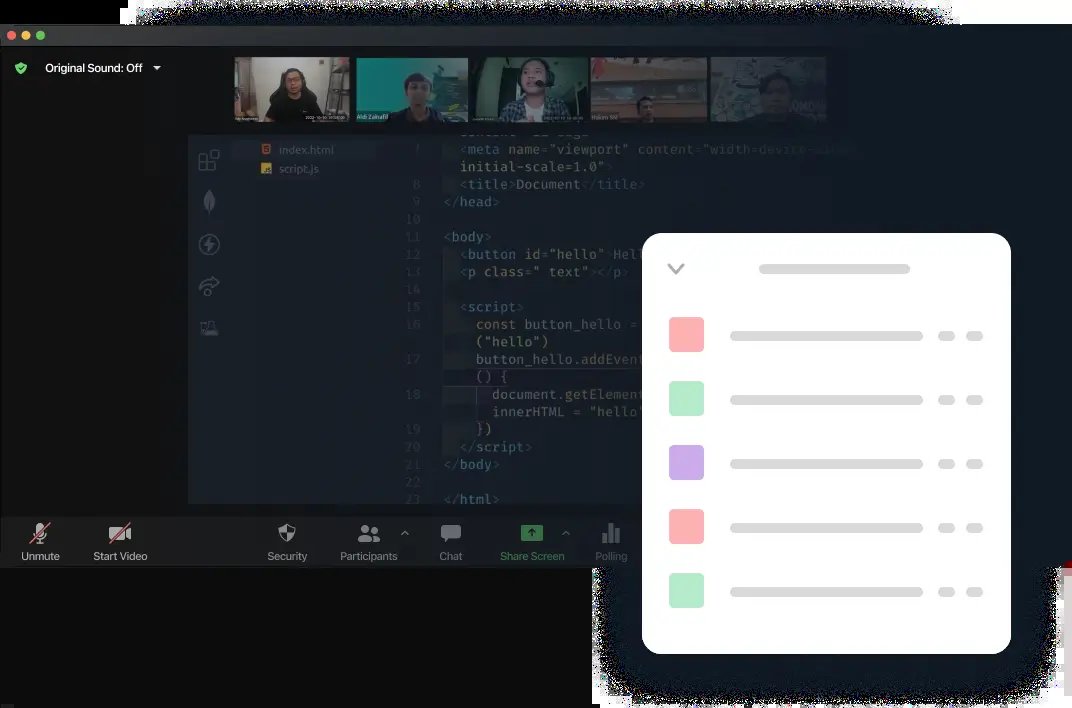 Original Sound: Off
Aldi Zainafif
index.html
script.js
7 <meta name="viewport" content="width=device-
initial-scale=1.0"
8 <title>Document</title>
9 </head>
10
11 <body>
12 <button id="hello" Hel
13 <p class=" text"></p>
14
15 <script>
16 const button_hello =
("hello")
17 button_hello.addEven
() {
18 document.getElement
innerHTML = "hello"
19 })
20 </script>
21 </body>
22
23 </html>
Unmute
Start Video
Security
Participants
Chat
Share Screen
Polling